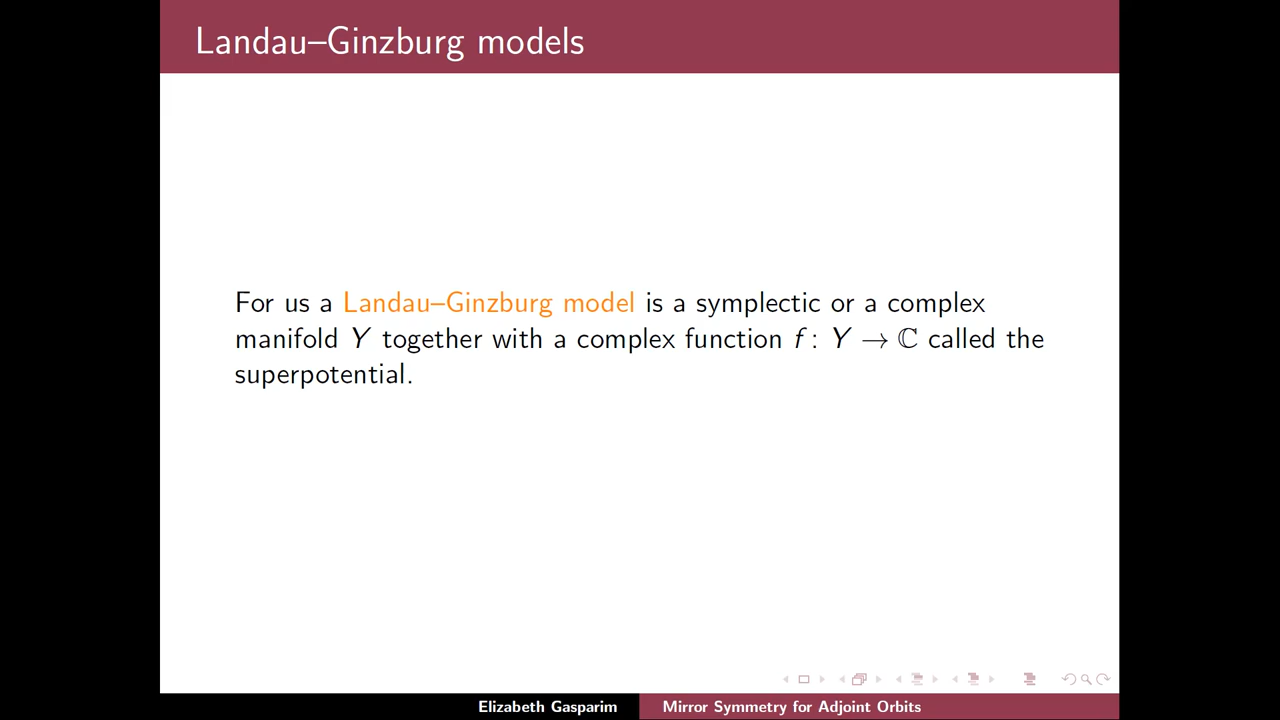 Landau–Ginzburg models
For us a Landau–Ginzburg model is a symplectic or a complex
manifold Y together with a complex function f : Y → ℂ called the
superpotential.
Elizabeth Gasparim
Mirror Symmetry for Adjoint Orbits